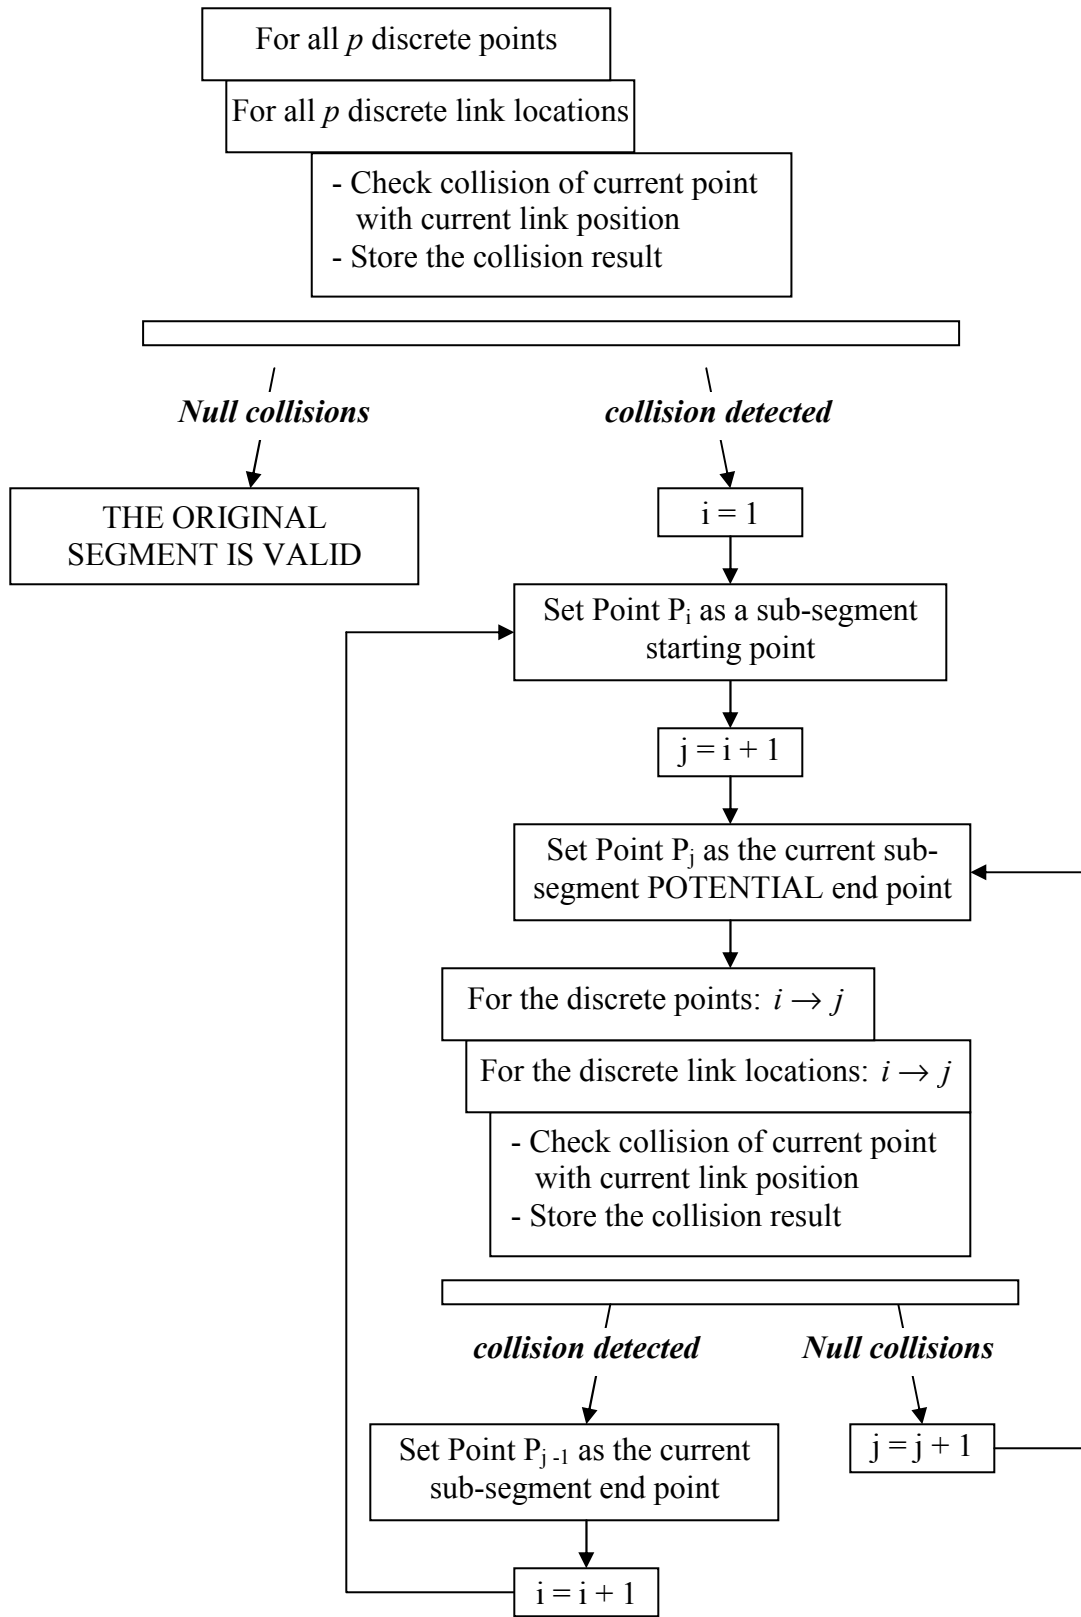 For all p discrete points
For all p discrete link locations
- Check collision of current point
with current link position
- Store the collision result
Null collisions
collision detected
THE ORIGINAL
SEGMENT IS VALID
i = 1
Set Point Pi as a sub-segment
starting point
j = i + 1
Set Point Pj as the current sub-
segment POTENTIAL end point
For the discrete points: i → j
For the discrete link locations: i → j
- Check collision of current point
with current link position
- Store the collision result
collision detected
Null collisions
Set Point Pj -1 as the current
sub-segment end point
j = j + 1
i = i + 1